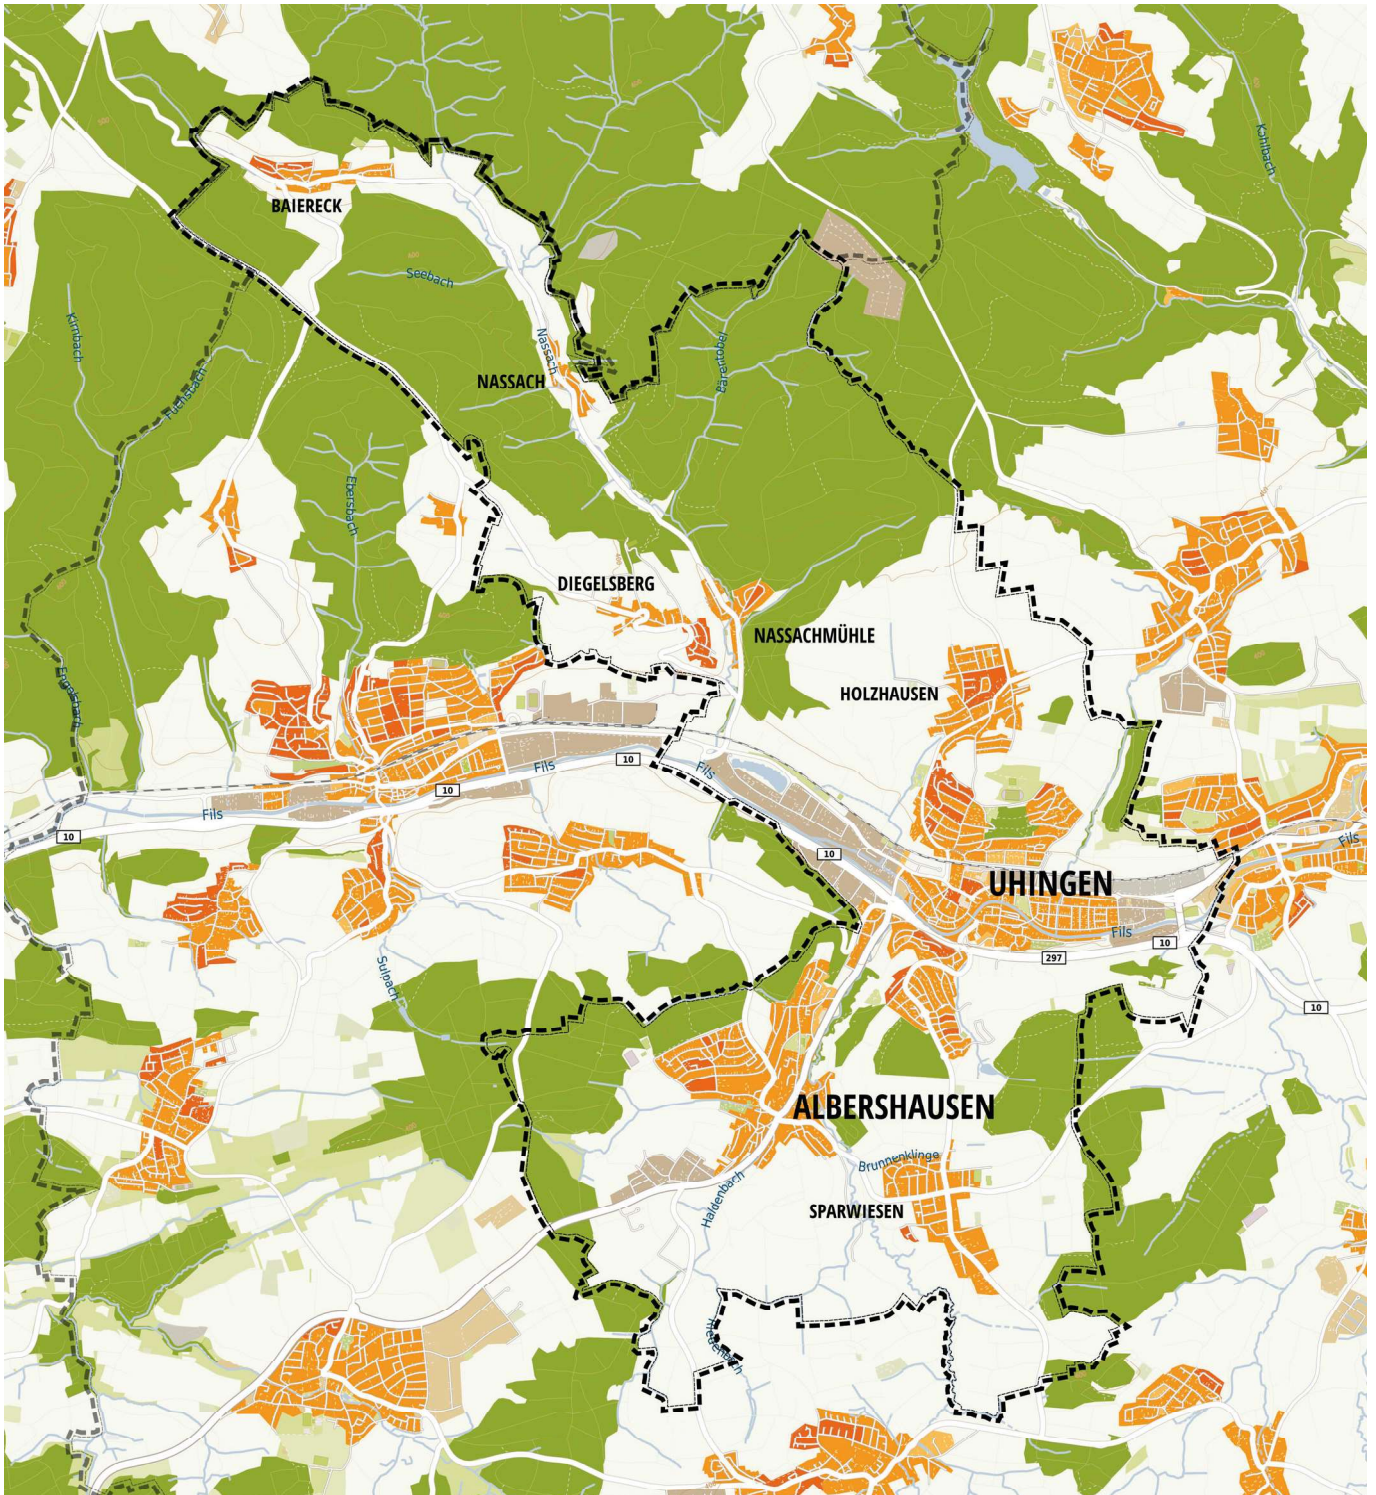 Kohlbach
BAIERECK
Seebach
Kirnbach
Nassach
Bärentobel
Fuchsbach
NASSACH
Ebersbach
DIEGELSBERG
NASSACHMÜHLE
HOLZHAUSEN
Fils
10
Fils
10
Fils
10
Fils
10
UHINGEN
Fils
10
297
Sulpach
10
ALBERSHAUSEN
Brunnenklinge
Haldenbach
SPARWIESEN